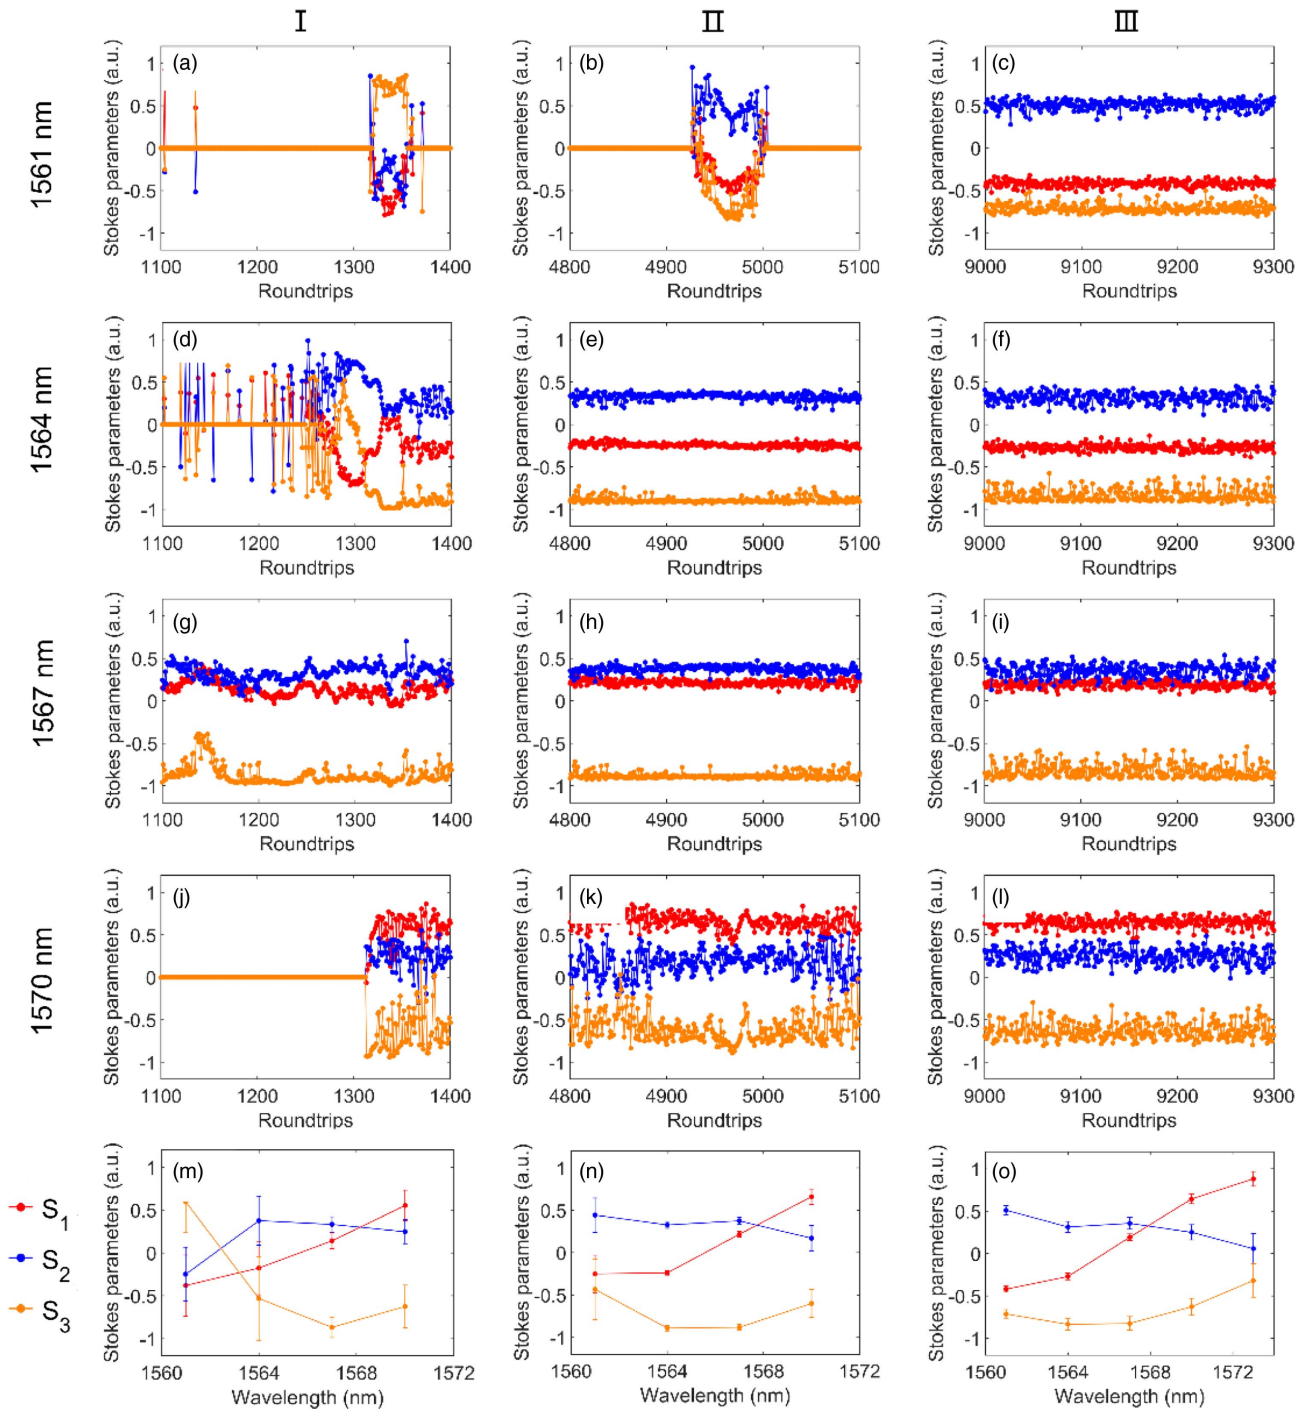 I II III
1561 nm
Stokes parameters (a.u.)
(a)
1
0.5
0
-0.5
-1
1100 1200 1300 1400
Roundtrips
Stokes parameters (a.u.)
(b)
1
0.5
0
-0.5
-1
4800 4900 5000 5100
Roundtrips
Stokes parameters (a.u.)
(c)
1
0.5
0
-0.5
-1
9000 9100 9200 9300
Roundtrips
1564 nm
Stokes parameters (a.u.)
(d)
1
0.5
0
-0.5
-1
1100 1200 1300 1400
Roundtrips
Stokes parameters (a.u.)
(e)
1
0.5
0
-0.5
-1
4800 4900 5000 5100
Roundtrips
Stokes parameters (a.u.)
(f)
1
0.5
0
-0.5
-1
9000 9100 9200 9300
Roundtrips
1567 nm
Stokes parameters (a.u.)
(g)
1
0.5
0
-0.5
-1
1100 1200 1300 1400
Roundtrips
Stokes parameters (a.u.)
(h)
1
0.5
0
-0.5
-1
4800 4900 5000 5100
Roundtrips
Stokes parameters (a.u.)
(i)
1
0.5
0
-0.5
-1
9000 9100 9200 9300
Roundtrips
1570 nm
Stokes parameters (a.u.)
(j)
1
0.5
0
-0.5
-1
1100 1200 1300 1400
Roundtrips
Stokes parameters (a.u.)
(k)
1
0.5
0
-0.5
-1
4800 4900 5000 5100
Roundtrips
Stokes parameters (a.u.)
(l)
1
0.5
0
-0.5
-1
9000 9100 9200 9300
Roundtrips
S1
S2
S3
Stokes parameters (a.u.)
(m)
1
0.5
0
-0.5
-1
1560 1564 1568 1572
Wavelength (nm)
Stokes parameters (a.u.)
(n)
1
0.5
0
-0.5
-1
1560 1564 1568 1572
Wavelength (nm)
Stokes parameters (a.u.)
(o)
1
0.5
0
-0.5
-1
1560 1564 1568 1572
Wavelength (nm)